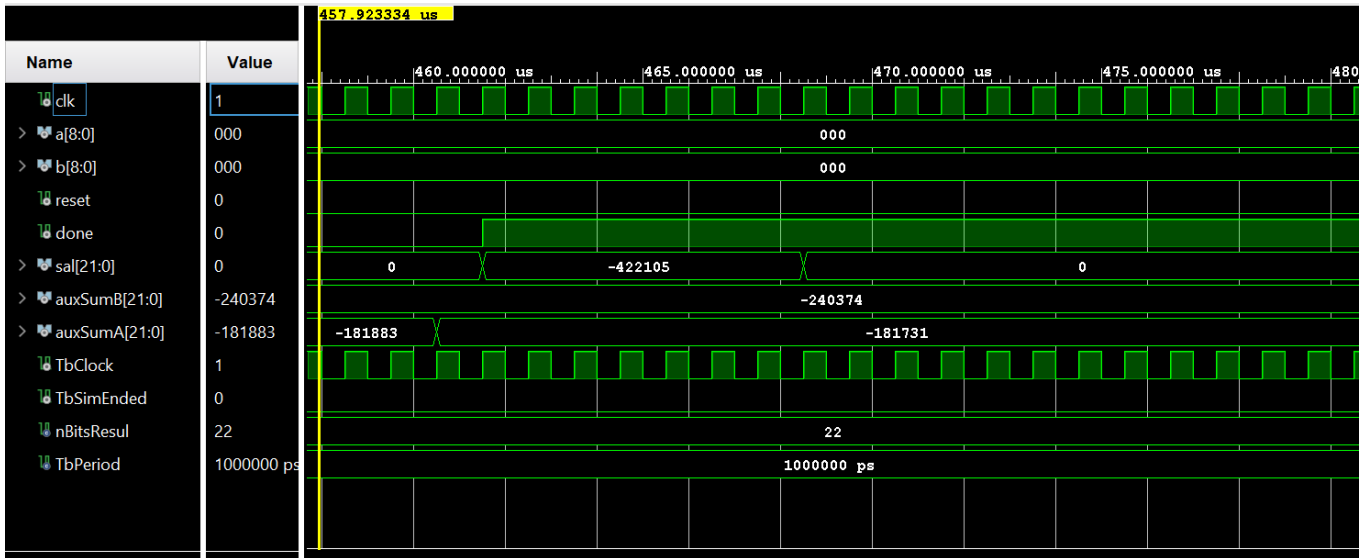 457.923334 us
Name Value
460.000000 us 465.000000 us 470.000000 us 475.000000 us 480
clk 1
a[8:0] 000 000
b[8:0] 000 000
reset 0
done 0
sal[21:0] 0 0 -422105 0
auxSumB[21:0] -240374 -240374
auxSumA[21:0] -181883 -181883 -181731
TbClock 1
TbSimEnded 0
nBitsResul 22 22
TbPeriod 1000000 ps 1000000 ps